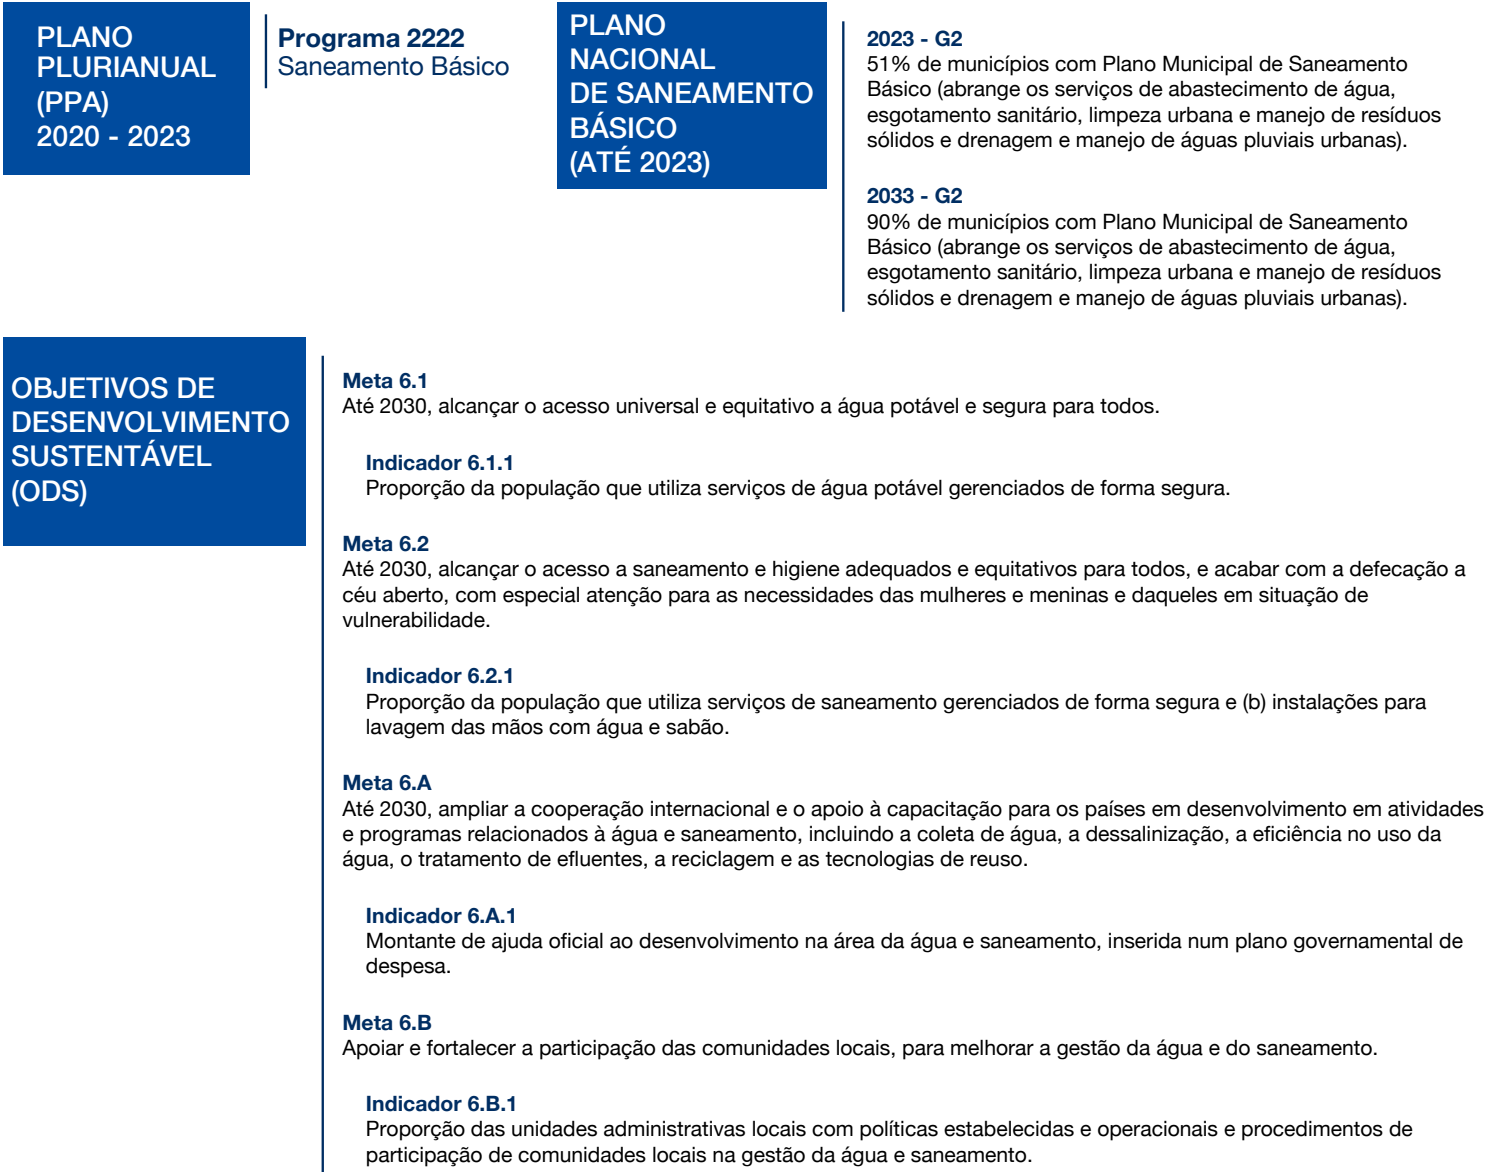 PLANO
PLURIANUAL
(PPA)
2020 - 2023
Programa 2222
Saneamento Básico
PLANO
NACIONAL
DE SANEAMENTO
BÁSICO
(ATÉ 2023)
2023 - G2
51% de municípios com Plano Municipal de Saneamento
Básico (abrange os serviços de abastecimento de água,
esgotamento sanitário, limpeza urbana e manejo de resíduos
sólidos e drenagem e manejo de águas pluviais urbanas).
2033 - G2
90% de municípios com Plano Municipal de Saneamento
Básico (abrange os serviços de abastecimento de água,
esgotamento sanitário, limpeza urbana e manejo de resíduos
sólidos e drenagem e manejo de águas pluviais urbanas).
OBJETIVOS DE
DESENVOLVIMENTO
SUSTENTÁVEL
(ODS)
Meta 6.1
Até 2030, alcançar o acesso universal e equitativo a água potável e segura para todos.
Indicador 6.1.1
Proporção da população que utiliza serviços de água potável gerenciados de forma segura.
Meta 6.2
Até 2030, alcançar o acesso a saneamento e higiene adequados e equitativos para todos, e acabar com a defecação a
céu aberto, com especial atenção para as necessidades das mulheres e meninas e daqueles em situação de
vulnerabilidade.
Indicador 6.2.1
Proporção da população que utiliza serviços de saneamento gerenciados de forma segura e (b) instalações para
lavagem das mãos com água e sabão.
Meta 6.A
Até 2030, ampliar a cooperação internacional e o apoio à capacitação para os países em desenvolvimento em atividades
e programas relacionados à água e saneamento, incluindo a coleta de água, a dessalinização, a eficiência no uso da
água, o tratamento de efluentes, a reciclagem e as tecnologias de reuso.
Indicador 6.A.1
Montante de ajuda oficial ao desenvolvimento na área da água e saneamento, inserida num plano governamental de
despesa.
Meta 6.B
Apoiar e fortalecer a participação das comunidades locais, para melhorar a gestão da água e do saneamento.
Indicador 6.B.1
Proporção das unidades administrativas locais com políticas estabelecidas e operacionais e procedimentos de
participação de comunidades locais na gestão da água e saneamento.